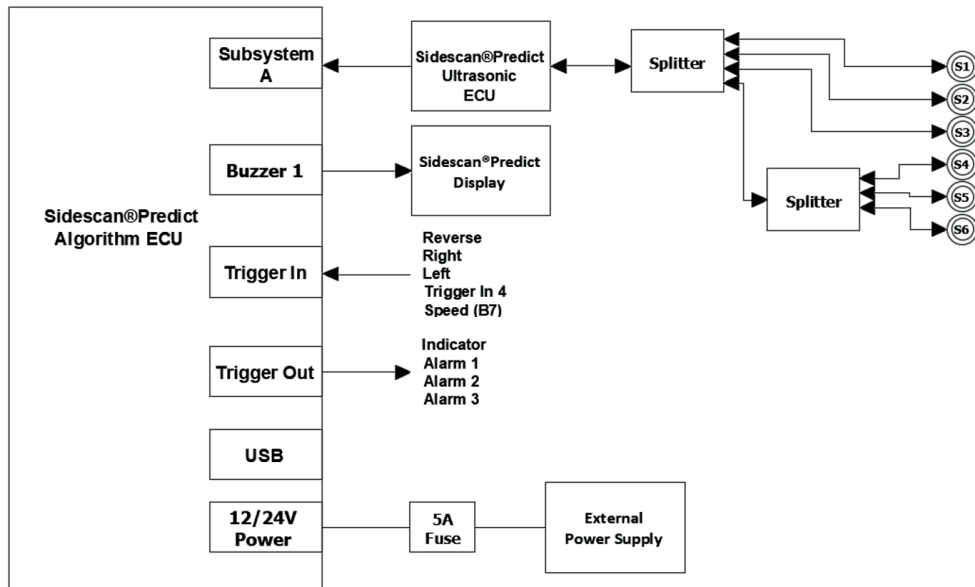 Sidescan®Predict
Algorithm ECU
Subsystem
A
Sidescan®Predict
Ultrasonic
ECU
Splitter
S1
S2
S3
S4
S5
S6
Splitter
Buzzer 1
Sidescan®Predict
Display
Trigger In
Reverse
Right
Left
Trigger In 4
Speed (B7)
Trigger Out
Indicator
Alarm 1
Alarm 2
Alarm 3
USB
12/24V
Power
5A
Fuse
External
Power Supply